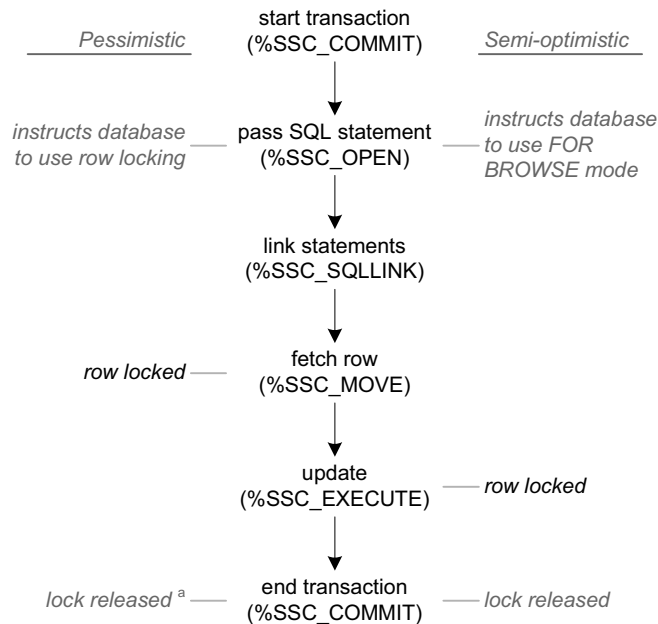 start transaction
(%SSC_COMMIT)
Pessimistic
Semi-optimistic
instructs database
to use row locking
pass SQL statement
(%SSC_OPEN)
instructs database
to use FOR
BROWSE mode
link statements
(%SSC_SQLLINK)
row locked
fetch row
(%SSC_MOVE)
update
(%SSC_EXECUTE)
row locked
lock released a
end transaction
(%SSC_COMMIT)
lock released